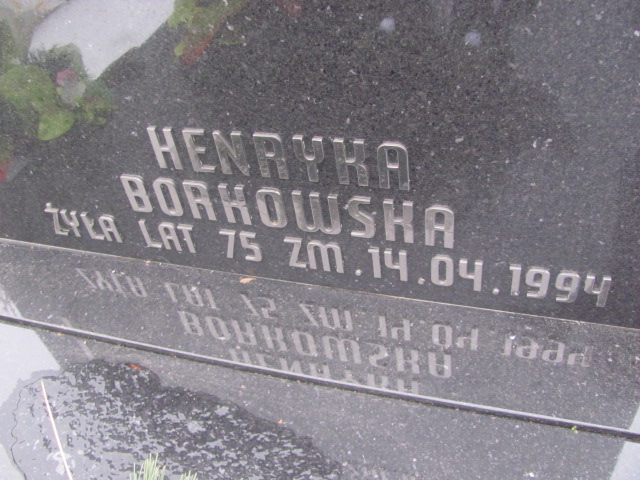 HENRYKA
BORKOWSKA
ŻYŁA LAT 75 ZM. 14.04.1994